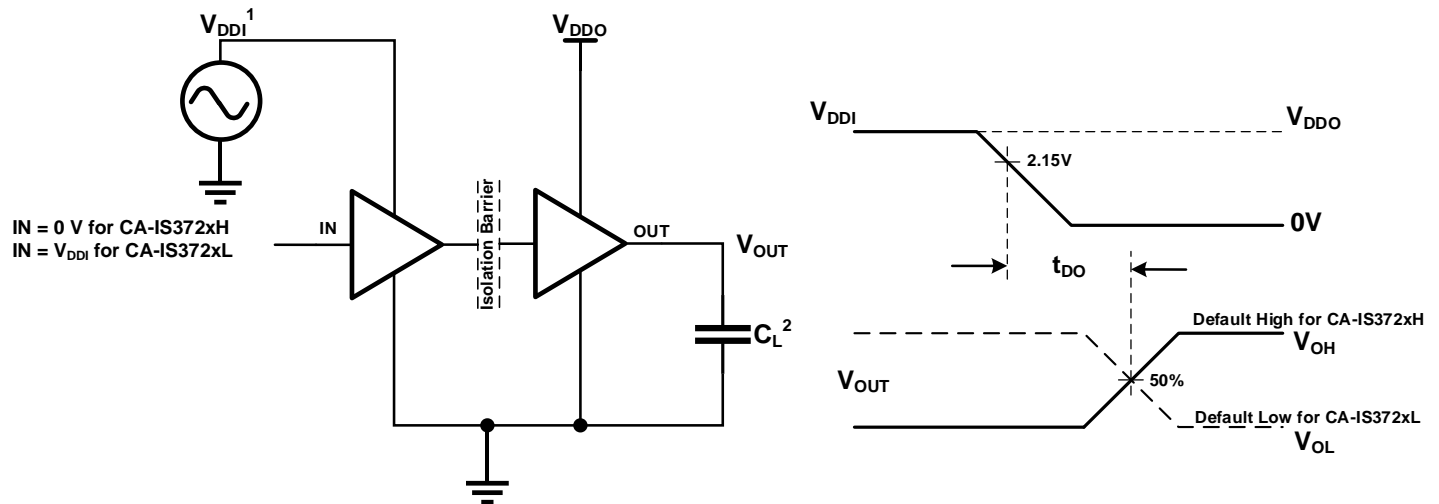 V_DDI^1
V_DDO
IN = 0 V for CA-IS372xH
IN = V_DDI for CA-IS372xL
IN
Isolation Barrier
OUT
V_OUT
C_L^2
V_DDI
V_DDO
2.15V
0V
t_DO
Default High for CA-IS372xH
V_OH
V_OUT
50%
Default Low for CA-IS372xL
V_OL